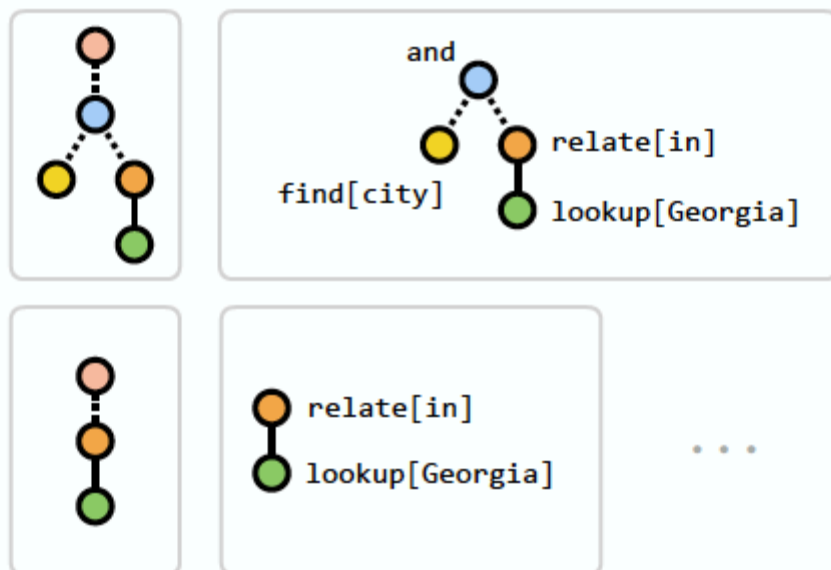 and
relate[in]
find[city]
lookup[Georgia]
relate[in]
lookup[Georgia]
...